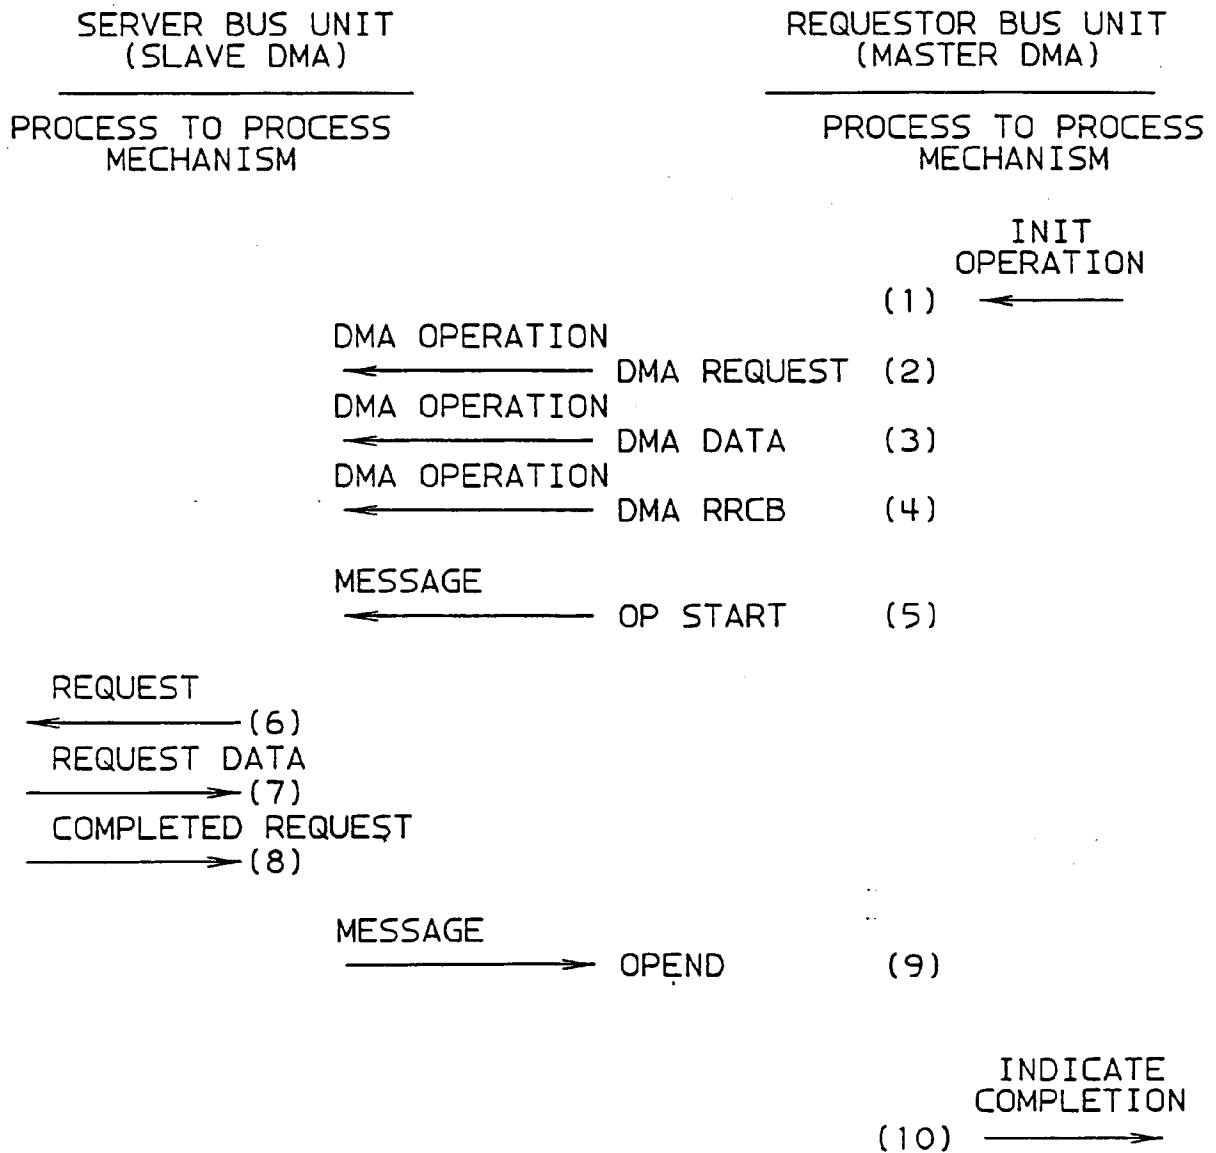 SERVER BUS UNIT
(SLAVE DMA)
REQUESTOR BUS UNIT
(MASTER DMA)
PROCESS TO PROCESS
MECHANISM
PROCESS TO PROCESS
MECHANISM
INIT
OPERATION
(1)
DMA OPERATION
DMA REQUEST (2)
DMA OPERATION
DMA DATA (3)
DMA OPERATION
DMA RRCB (4)
MESSAGE
OP START (5)
REQUEST
(6)
REQUEST DATA
(7)
COMPLETED REQUEST
(8)
MESSAGE
OPEND (9)
INDICATE
COMPLETION
(10)